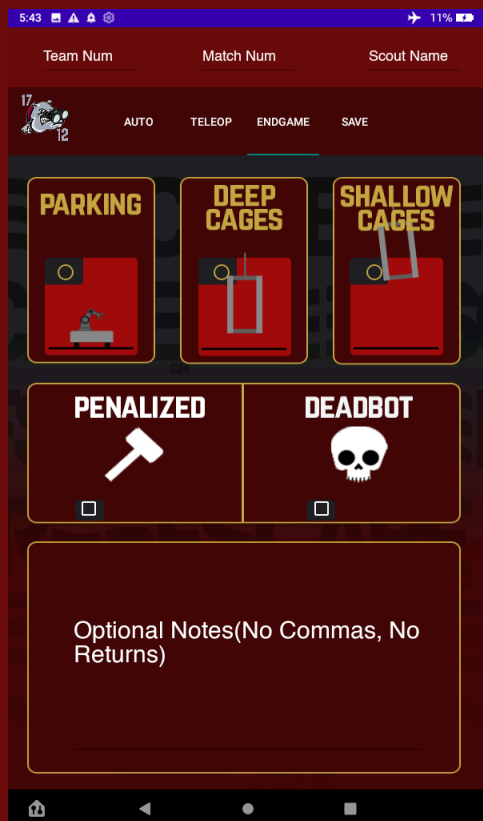 5:43 11%
Team Num Match Num Scout Name
17
12
AUTO TELEOP ENDGAME SAVE
PARKING
DEEP
CAGES
SHALLOW
CAGES
PENALIZED DEADBOT
Optional Notes(No Commas, No
Returns)